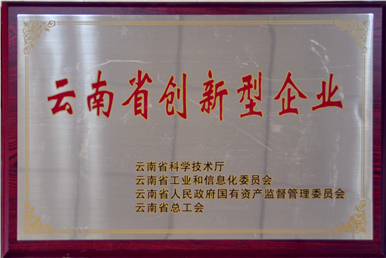 云南省创新型企业
云南省科学技术厅
云南省工业和信息化委员会
云南省人民政府国有资产监督管理委员会
云南省总工会